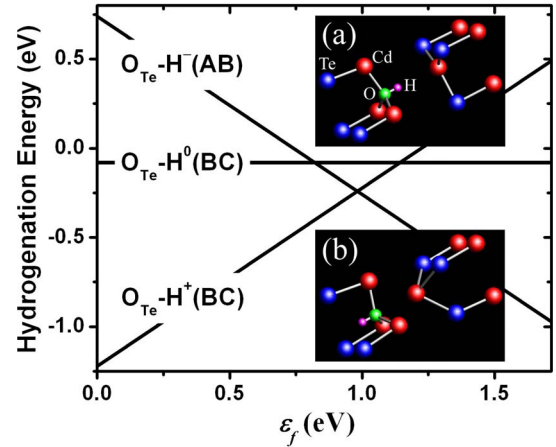 Hydrogenation Energy (eV)
0.5
0.0
-0.5
-1.0
O_Te-H⁻(AB)
O_Te-H⁰(BC)
O_Te-H⁺(BC)
(a)
Te
Cd
O
H
(b)
0.0
0.5
1.0
1.5
ε_f (eV)